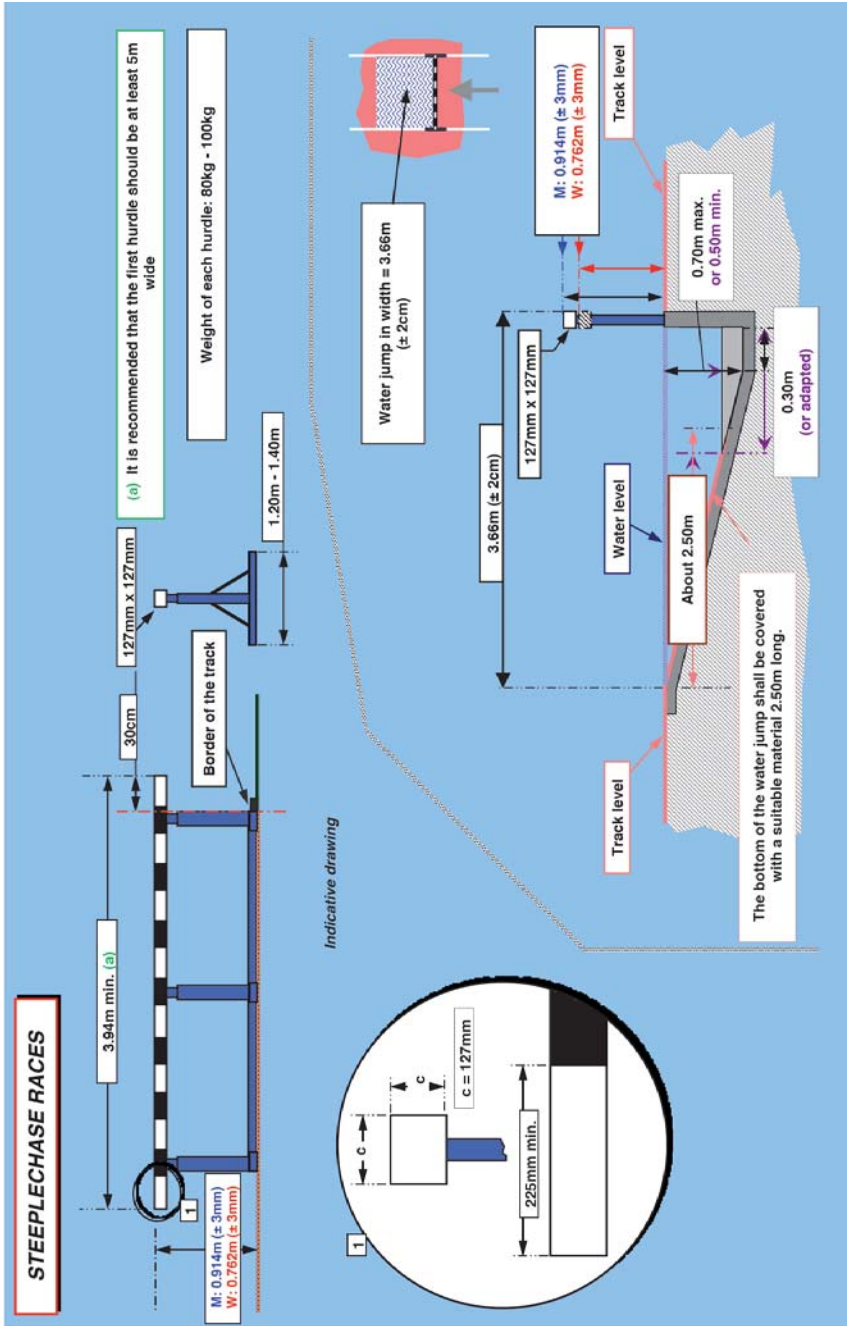 STEEPLECHASE RACES
3.94m min. (a)
30cm
127mm x 127mm
(a) It is recommended that the first hurdle should be at least 5m
wide
Weight of each hurdle: 80kg - 100kg
M: 0.914m (± 3mm)
W: 0.762m (± 3mm)
1
Border of the track
1.20m - 1.40m
Indicative drawing
1
c
c
c = 127mm
225mm min.
Water jump in width = 3.66m
(± 2cm)
3.66m (± 2cm)
127mm x 127mm
M: 0.914m (± 3mm)
W: 0.762m (± 3mm)
Track level
Water level
Track level
About 2.50m
0.70m max.
or 0.50m min.
0.30m
(or adapted)
The bottom of the water jump shall be covered
with a suitable material 2.50m long.